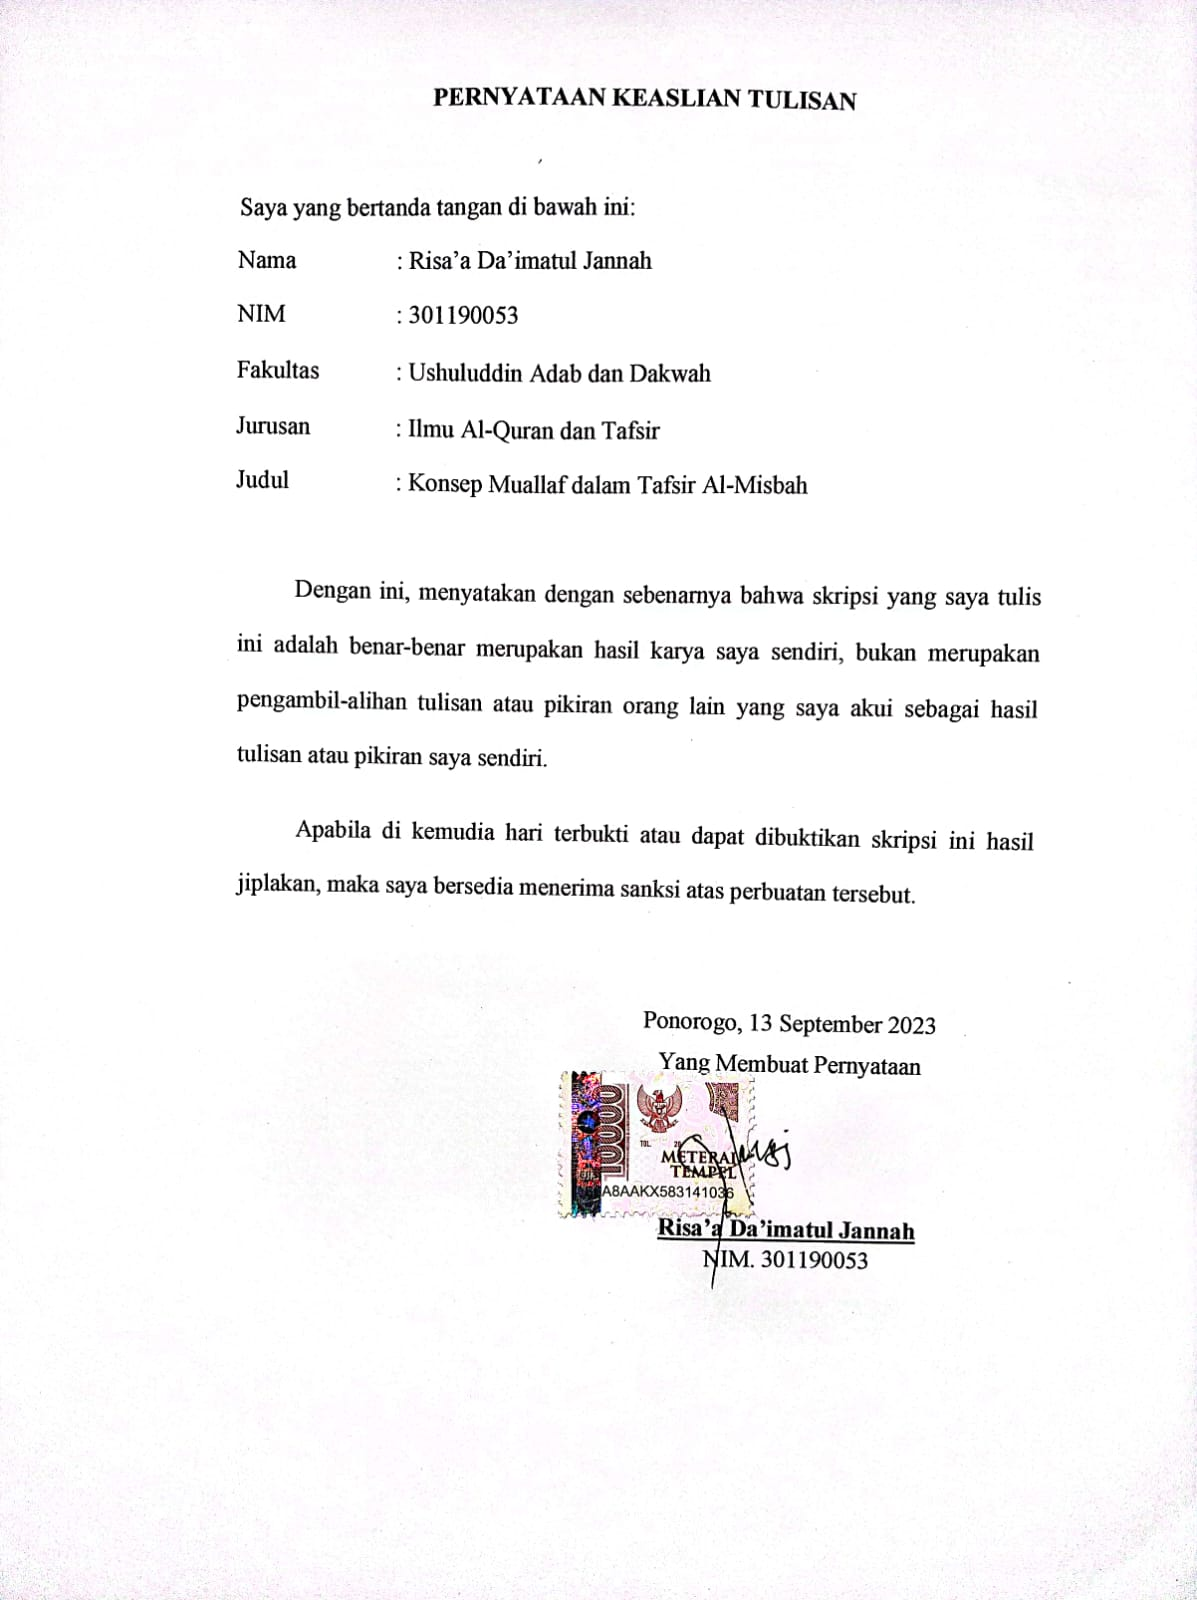 PERNYATAAN KEASLIAN TULISAN
Saya yang bertanda tangan di bawah ini:
Nama : Risa’a Da’imatul Jannah
NIM : 301190053
Fakultas : Ushuluddin Adab dan Dakwah
Jurusan : Ilmu Al-Quran dan Tafsir
Judul : Konsep Muallaf dalam Tafsir Al-Misbah
Dengan ini, menyatakan dengan sebenarnya bahwa skripsi yang saya tulis
ini adalah benar-benar merupakan hasil karya saya sendiri, bukan merupakan
pengambil-alihan tulisan atau pikiran orang lain yang saya akui sebagai hasil
tulisan atau pikiran saya sendiri.
Apabila di kemudia hari terbukti atau dapat dibuktikan skripsi ini hasil
jiplakan, maka saya bersedia menerima sanksi atas perbuatan tersebut.
Ponorogo, 13 September 2023
Yang Membuat Pernyataan
10000
TGL. 20
METERAI
TEMPEL
A8AAKX583141036
Risa’a Da’imatul Jannah
NIM. 301190053